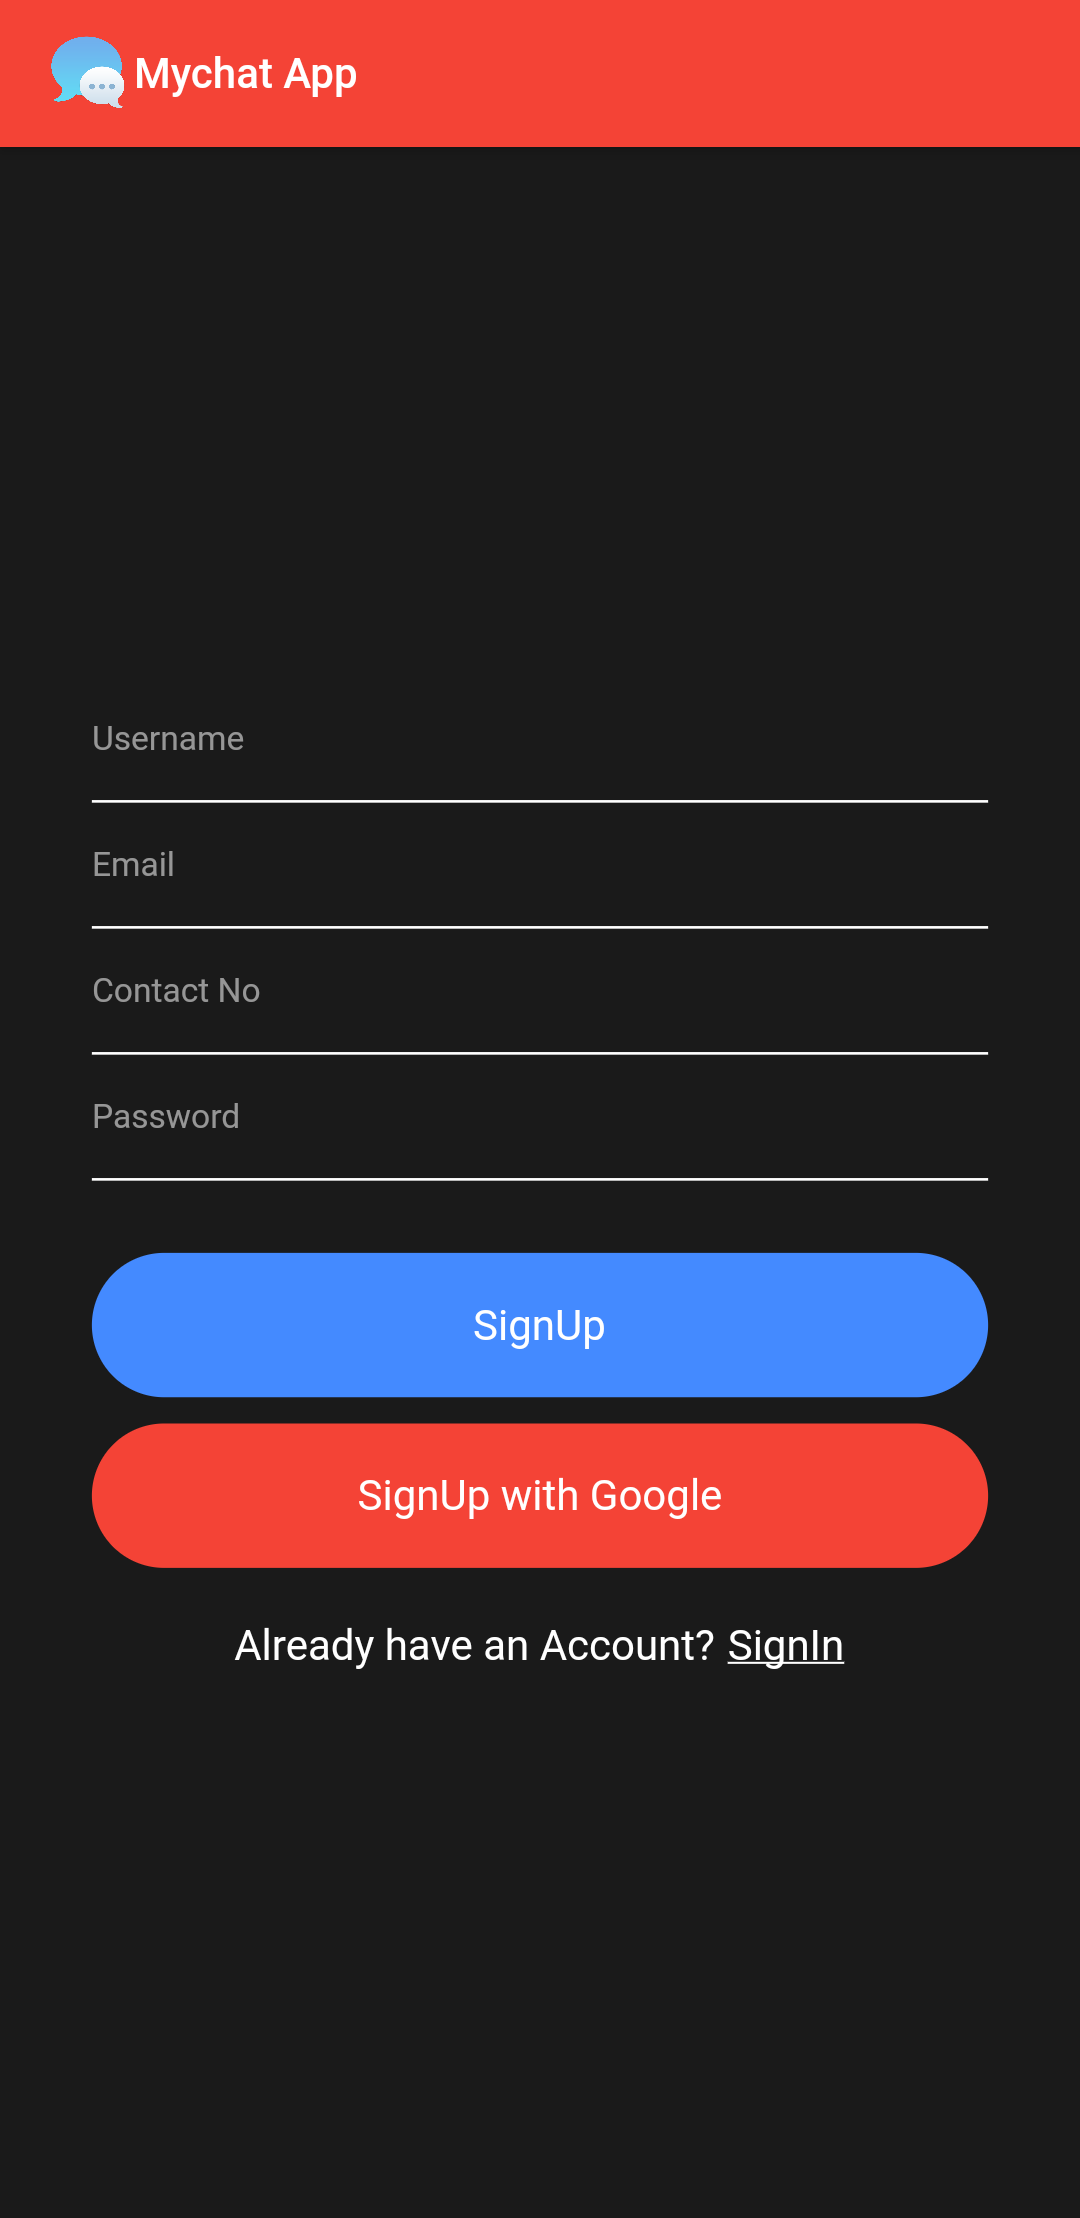 Mychat App
Username
Email
Contact No
Password
SignUp
SignUp with Google
Already have an Account? SignIn